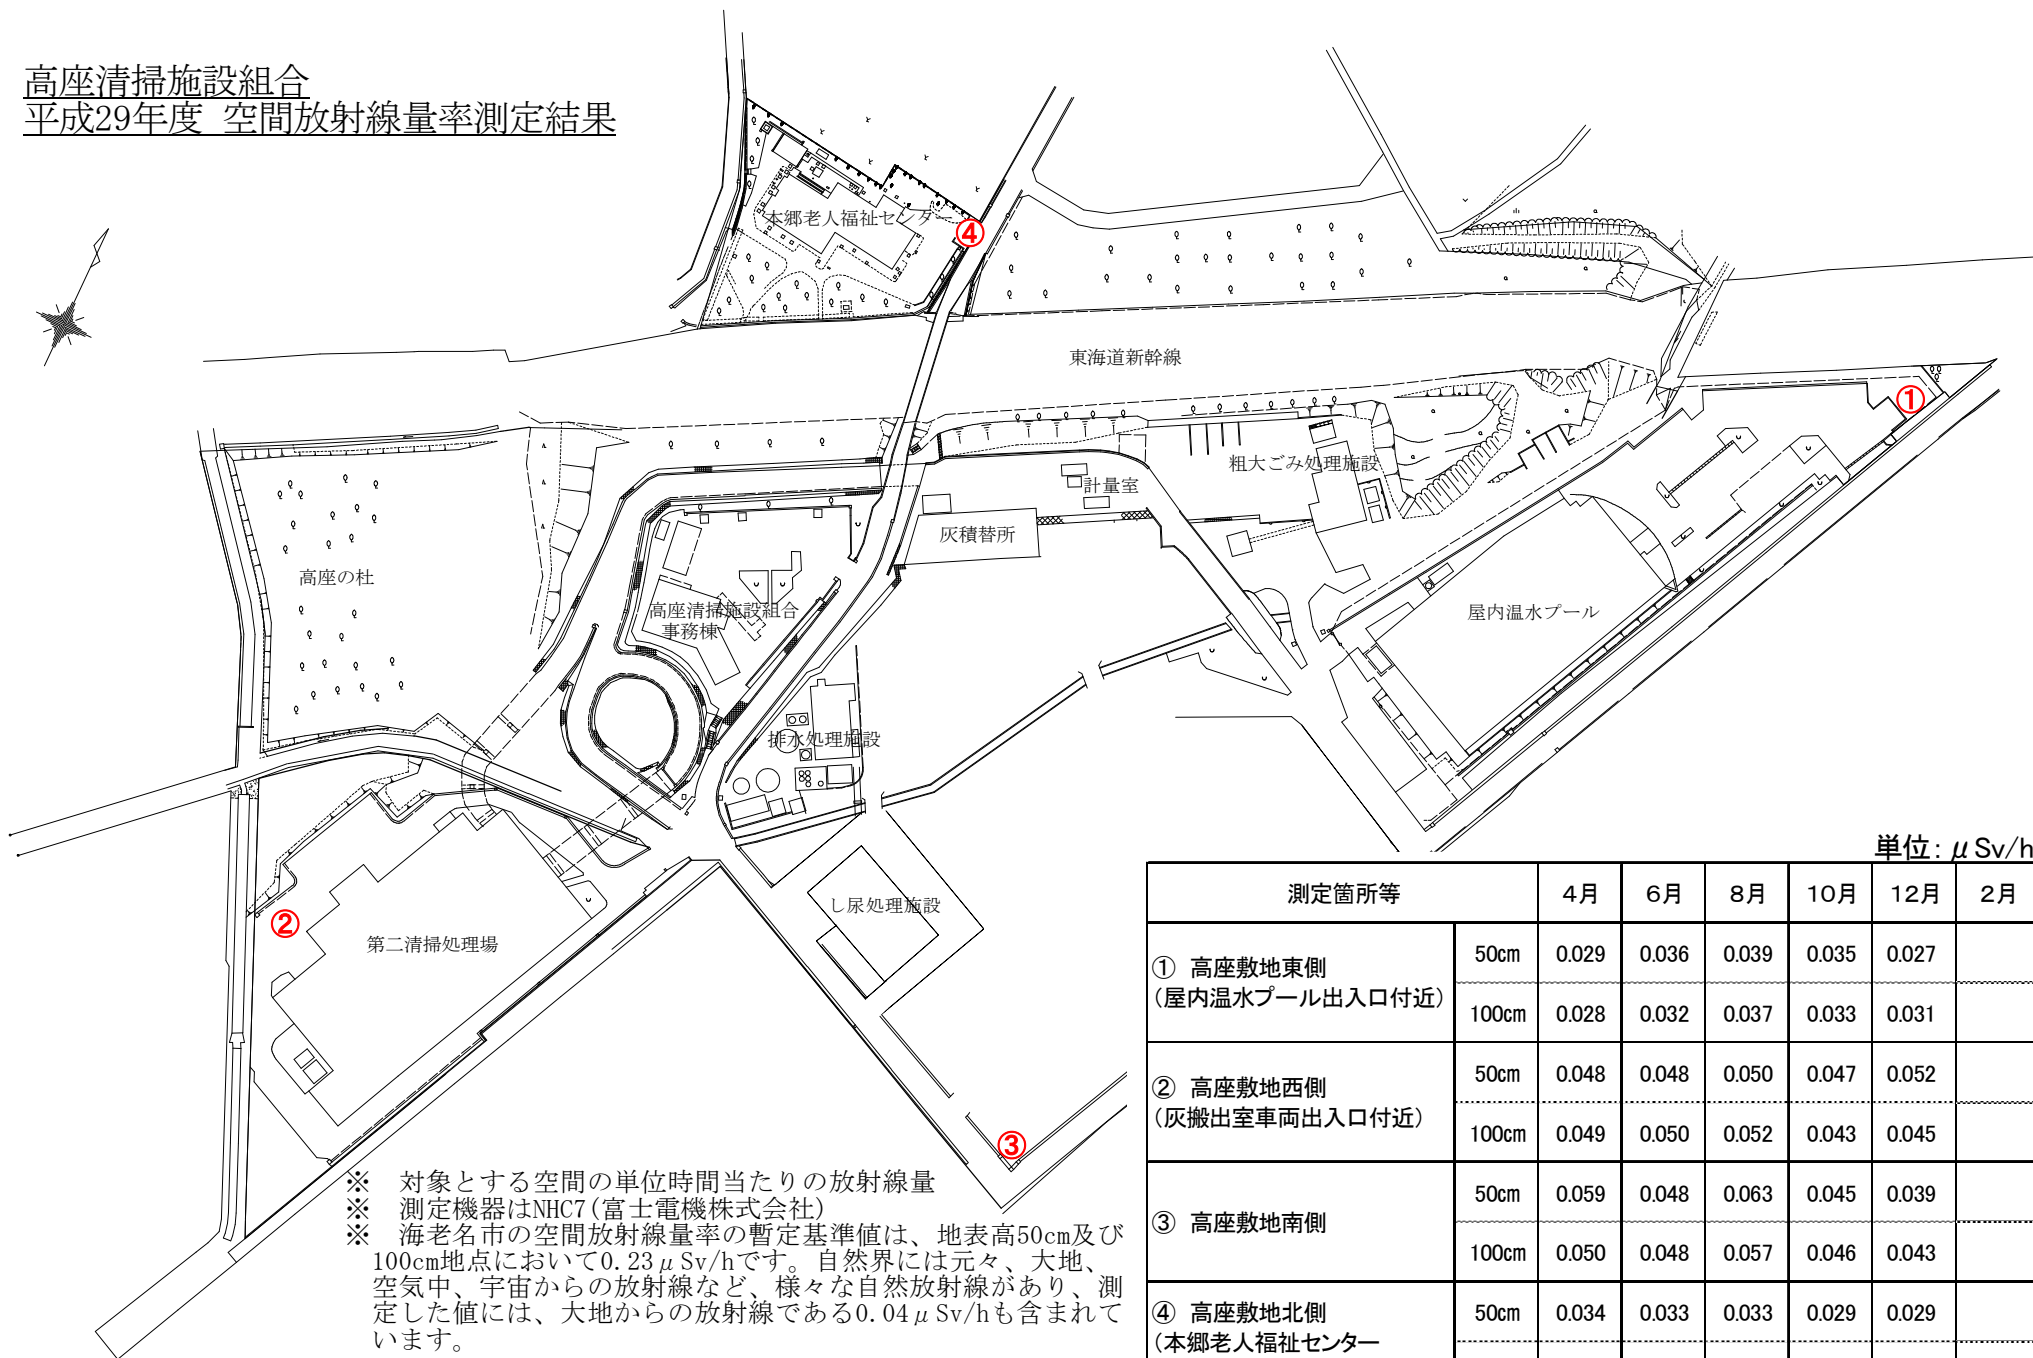 高座清掃施設組合
平成29年度 空間放射線量率測定結果
本郷老人福祉センター
④
東海道新幹線
①
粗大ごみ処理施設
計量室
灰積替所
高座の杜
高座清掃施設組合
事務棟
屋内温水プール
排水処理施設
し尿処理施設
②
第二清掃処理場
③
※ 対象とする空間の単位時間当たりの放射線量
※ 測定機器はNHC7(富士電機株式会社)
※ 海老名市の空間放射線量率の暫定基準値は、地表高50cm及び
100cm地点において0.23μSv/hです。自然界には元々、大地、
空気中、宇宙からの放射線など、様々な自然放射線があり、測
定した値には、大地からの放射線である0.04μSv/hも含まれて
います。
単位:μSv/h
測定箇所等 4月 6月 8月 10月 12月 2月
① 高座敷地東側
(屋内温水プール出入口付近)
50cm 0.029 0.036 0.039 0.035 0.027
100cm 0.028 0.032 0.037 0.033 0.031
② 高座敷地西側
(灰搬出室車両出入口付近)
50cm 0.048 0.048 0.050 0.047 0.052
100cm 0.049 0.050 0.052 0.043 0.045
③ 高座敷地南側
50cm 0.059 0.048 0.063 0.045 0.039
100cm 0.050 0.048 0.057 0.046 0.043
④ 高座敷地北側
(本郷老人福祉センター
50cm 0.034 0.033 0.033 0.029 0.029